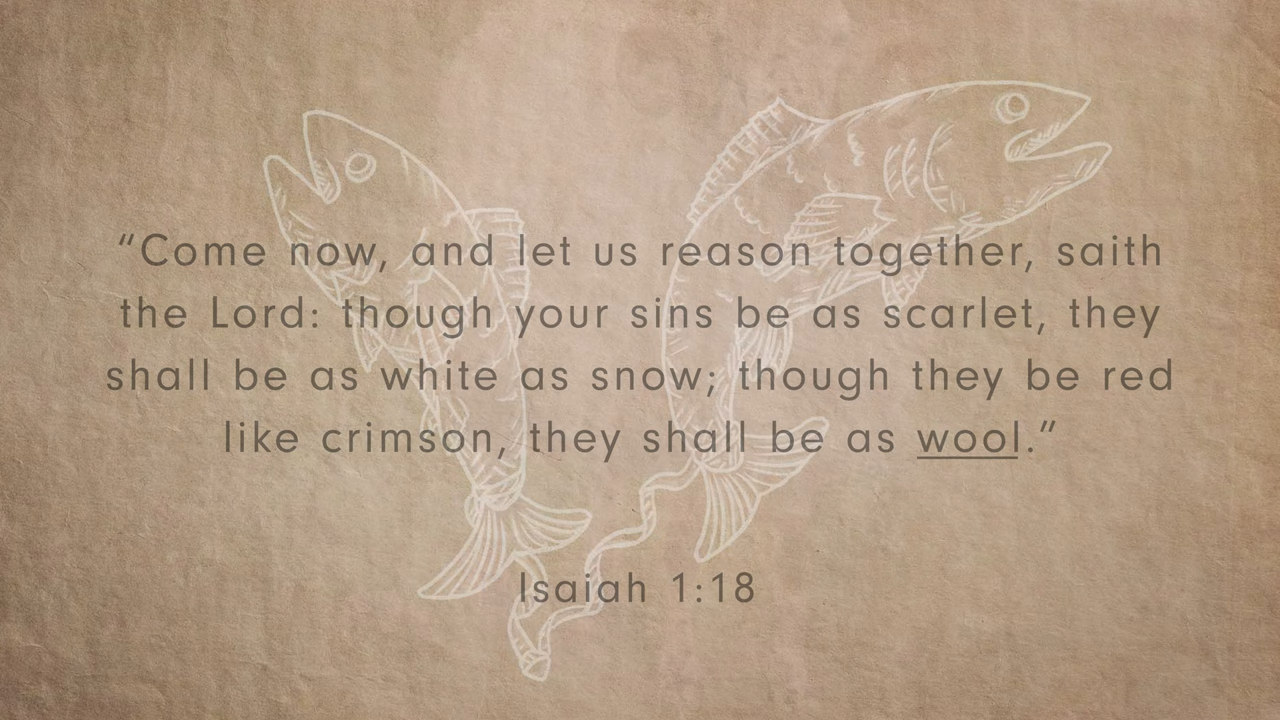 “Come now, and let us reason together, saith
the Lord: though your sins be as scarlet, they
shall be as white as snow; though they be red
like crimson, they shall be as wool.”
Isaiah 1:18